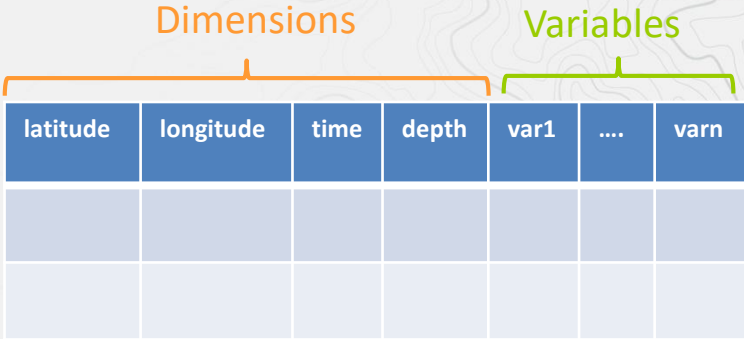 Dimensions Variables
latitude longitude time depth var1 .... varn